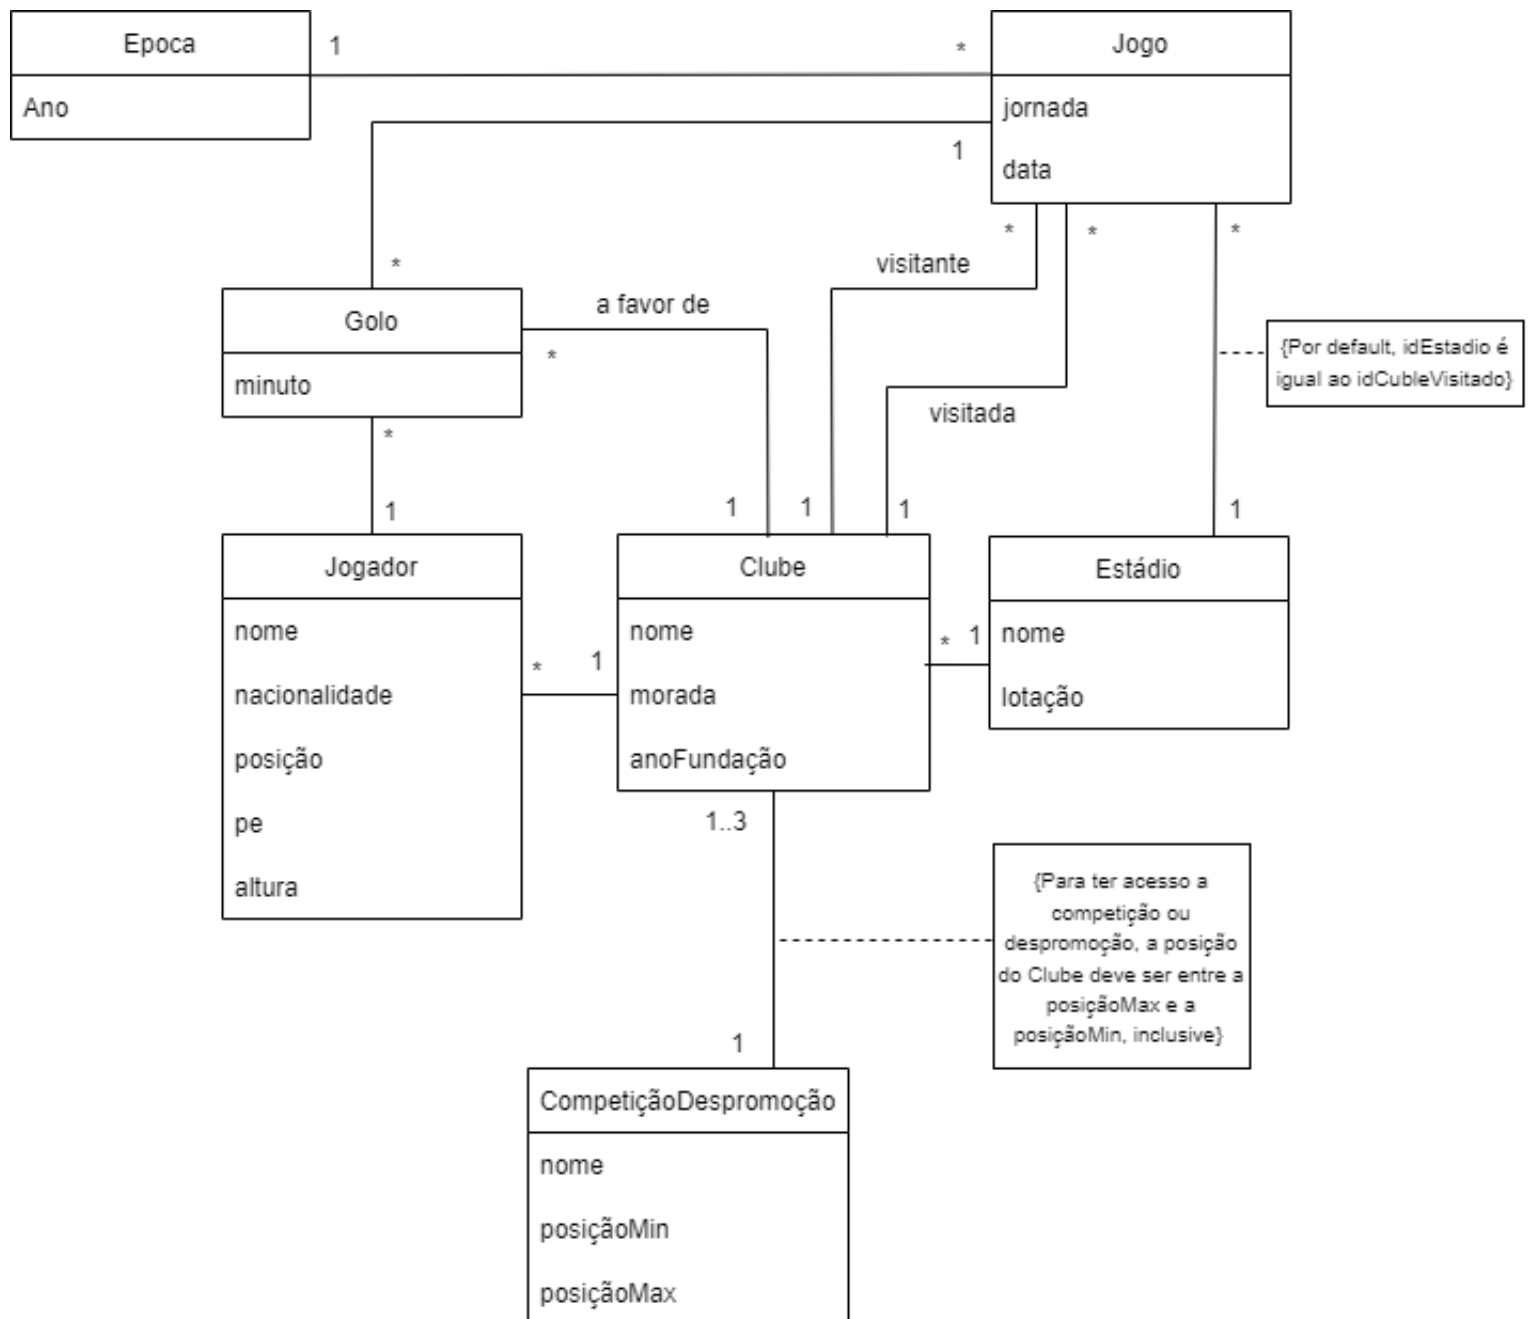 Epoca
1
*
Jogo
Ano
jornada
1
data
*
*
*
visitante
*
a favor de
Golo
*
{Por default, idEstadio é
igual ao idCubleVisitado}
minuto
visitada
*
1
1
1
1
1
Jogador
Clube
Estádio
nome
nome
* 1
nome
* 1
nacionalidade
morada
lotação
posição
anoFundação
pe
1..3
altura
{Para ter acesso a
competição ou
despromoção, a posição
do Clube deve ser entre a
posiçãoMax e a
posiçãoMin, inclusive}
1
CompetiçãoDespromoção
nome
posiçãoMin
posiçãoMax